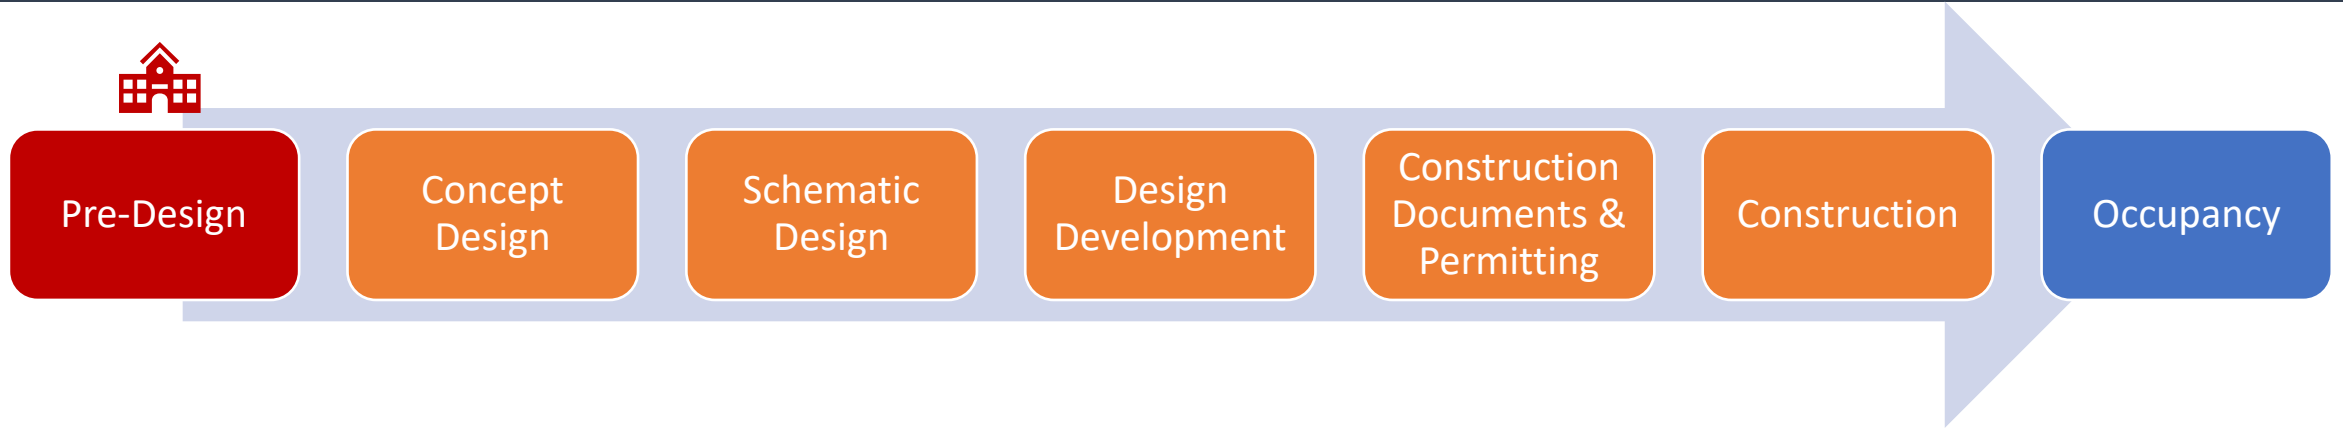 Pre-Design
Concept
Design
Schematic
Design
Design
Development
Construction
Documents &
Permitting
Construction
Occupancy